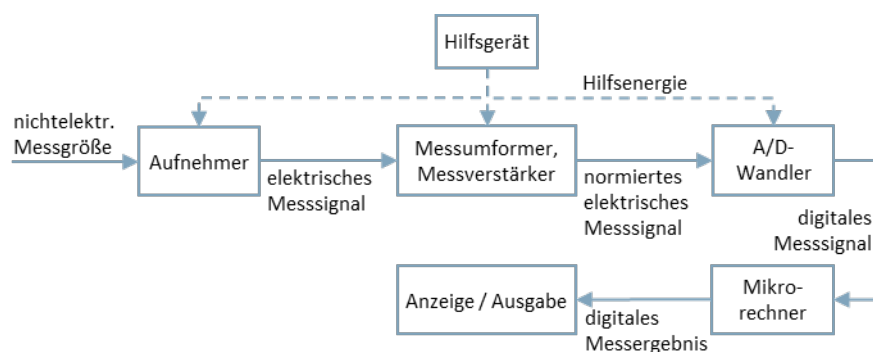 Hilfsgerät
Hilfsenergie
nichtelektr.
Messgröße
Aufnehmer
elektrisches
Messsignal
Messumformer,
Messverstärker
normiertes
elektrisches
Messsignal
A/D-
Wandler
digitales
Messsignal
Mikro-
rechner
digitales
Messergebnis
Anzeige / Ausgabe